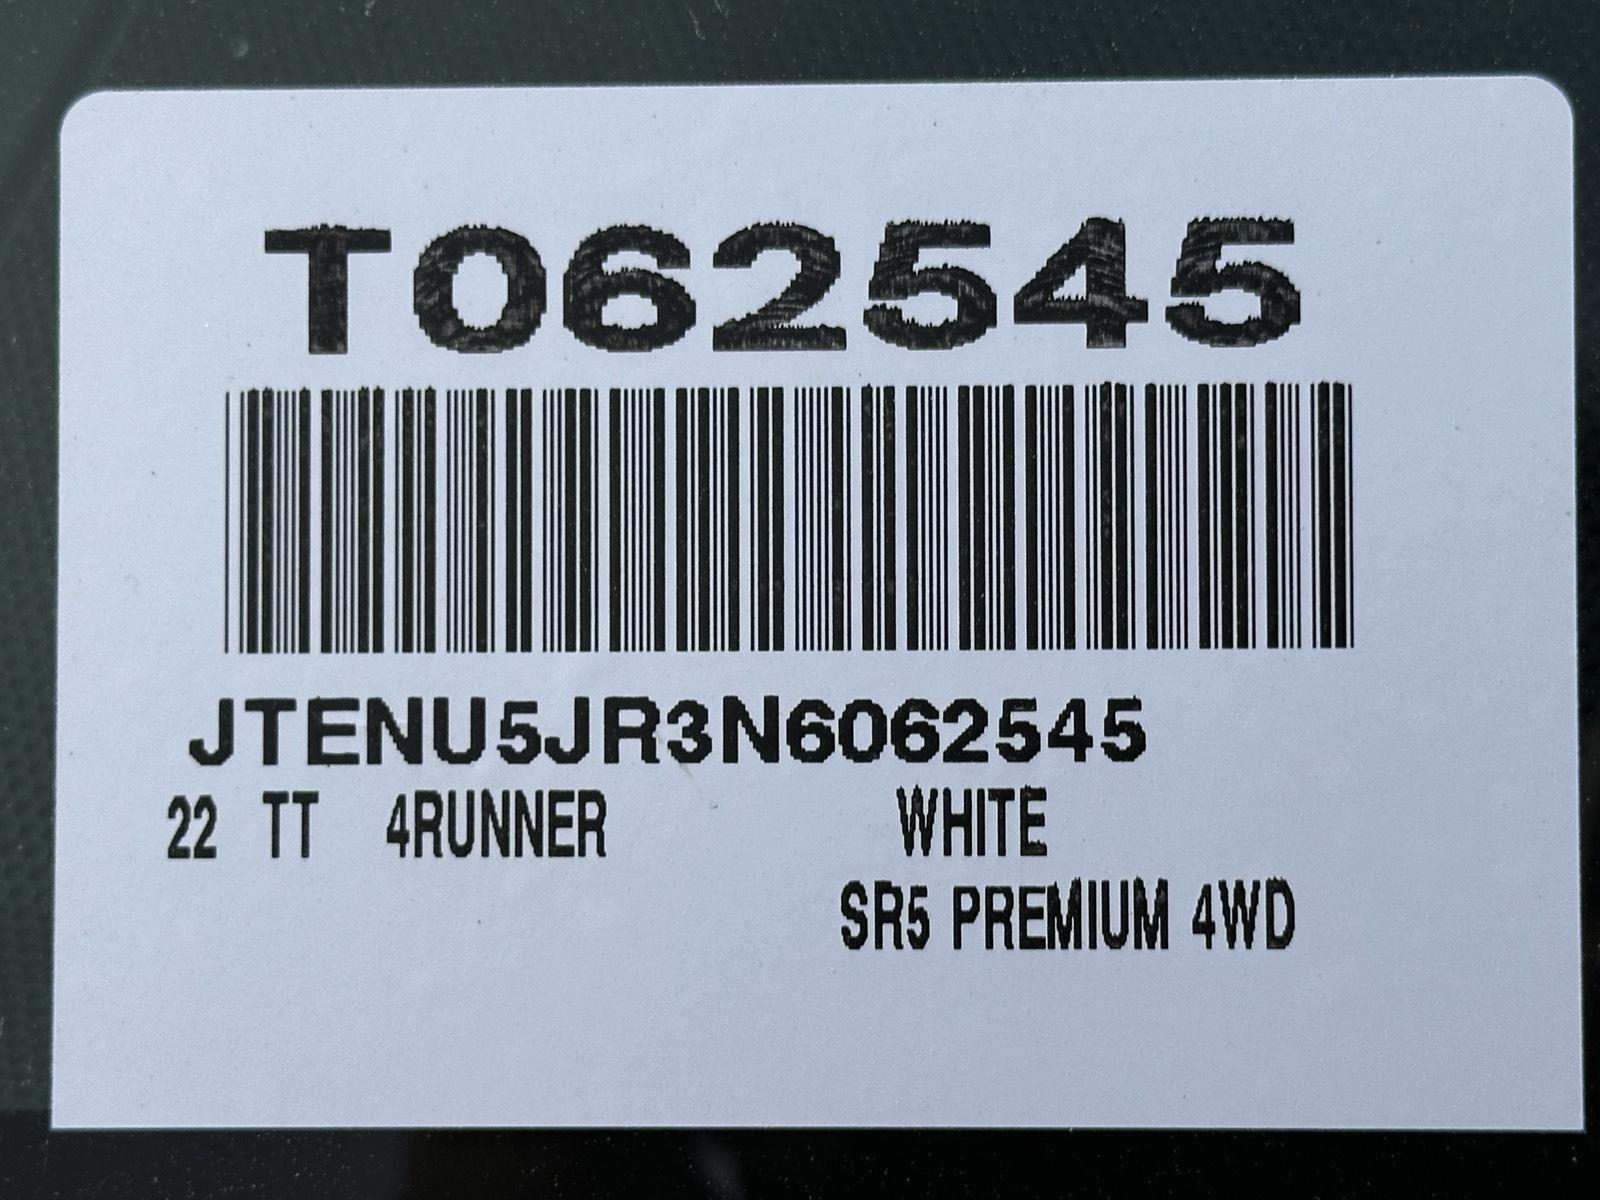 T062545
JTENU5JR3N6062545
22 TT 4RUNNER WHITE
SR5 PREMIUM 4WD